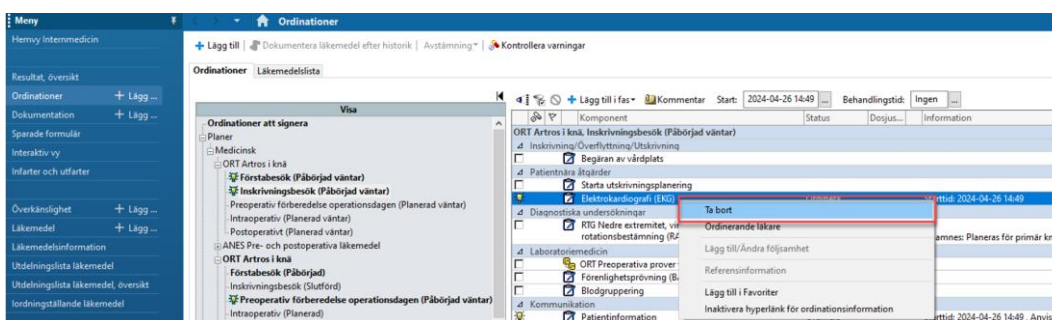 Meny
Hemvy Internmedicin
Resultat, översikt
Ordinationer + Lägg ...
Dokumentation + Lägg ...
Sparade formulär
Interaktiv vy
Infarter och utfarter
Överkänslighet + Lägg ...
Läkemedel + Lägg ...
Läkemedelsinformation
Utdelningslista läkemedel
Utdelningslista läkemedel, översikt
Iordningställande läkemedel
Ordinationer
+ Lägg till | Dokumentera läkemedel efter historik | Avstämning | Kontrollera varningar
Ordinationer Läkemedelslista
Visa
Ordinationer att signera
Planer
Medicinsk
ORT Artros i knä
Förstabesök (Påbörjad väntar)
Inskrivningsbesök (Påbörjad väntar)
Preoperativ förberedelse operationsdagen (Planerad väntar)
Intraoperativ (Planerad väntar)
Postoperativt (Planerad väntar)
ANES Pre- och postoperativa läkemedel
ORT Artros i knä
Förstabesök (Påbörjad)
Inskrivningsbesök (Slutförd)
Preoperativ förberedelse operationsdagen (Påbörjad väntar)
Intraoperativ (Planerad)
+ Lägg till i fas Kommentar Start: 2024-04-26 14:49 ... Behandlingstid: Ingen ...
Komponent Status Dosjus... Information
ORT Artros i knä, Inskrivningsbesök (Påbörjad väntar)
Inskrivning/Överflyttning/Utskrivning
Begäran av vårdplats
Patientnära åtgärder
Starta utskrivningsplanering
Elektrokardiografi (EKG) Starttid: 2024-04-26 14:49
Diagnostiska undersökningar
RTG Nedre extremitet, vi
rotationsbestämning (RA amnes: Planeras för primär kn
Laboratoriemedicin
ORT Preoperativa prover
Förenlighetsprövning (B
Blodgruppering
Kommunikation
Patientinformation Starttid: 2024-04-26 14:49, Anvis
Ta bort
Ordinerande läkare
Lägg till/Ändra följsamhet
Referensinformation
Lägg till i Favoriter
Inaktivera hyperlänk för ordinationsinformation